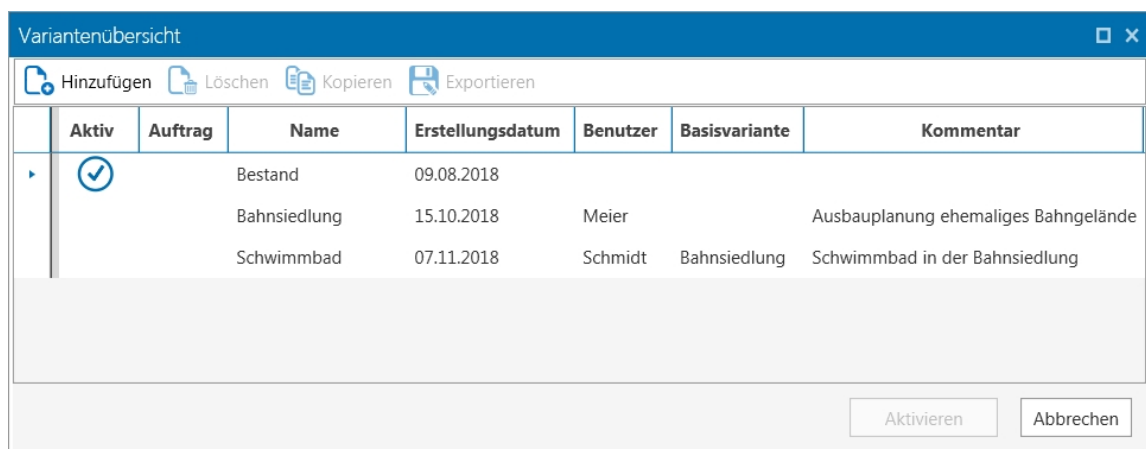 Variantenübersicht
Hinzufügen Löschen Kopieren Exportieren
Aktiv Auftrag Name Erstellungsdatum Benutzer Basisvariante Kommentar
Bestand 09.08.2018
Bahnsiedlung 15.10.2018 Meier Ausbauplanung ehemaliges Bahngelände
Schwimmbad 07.11.2018 Schmidt Bahnsiedlung Schwimmbad in der Bahnsiedlung
Aktivieren Abbrechen